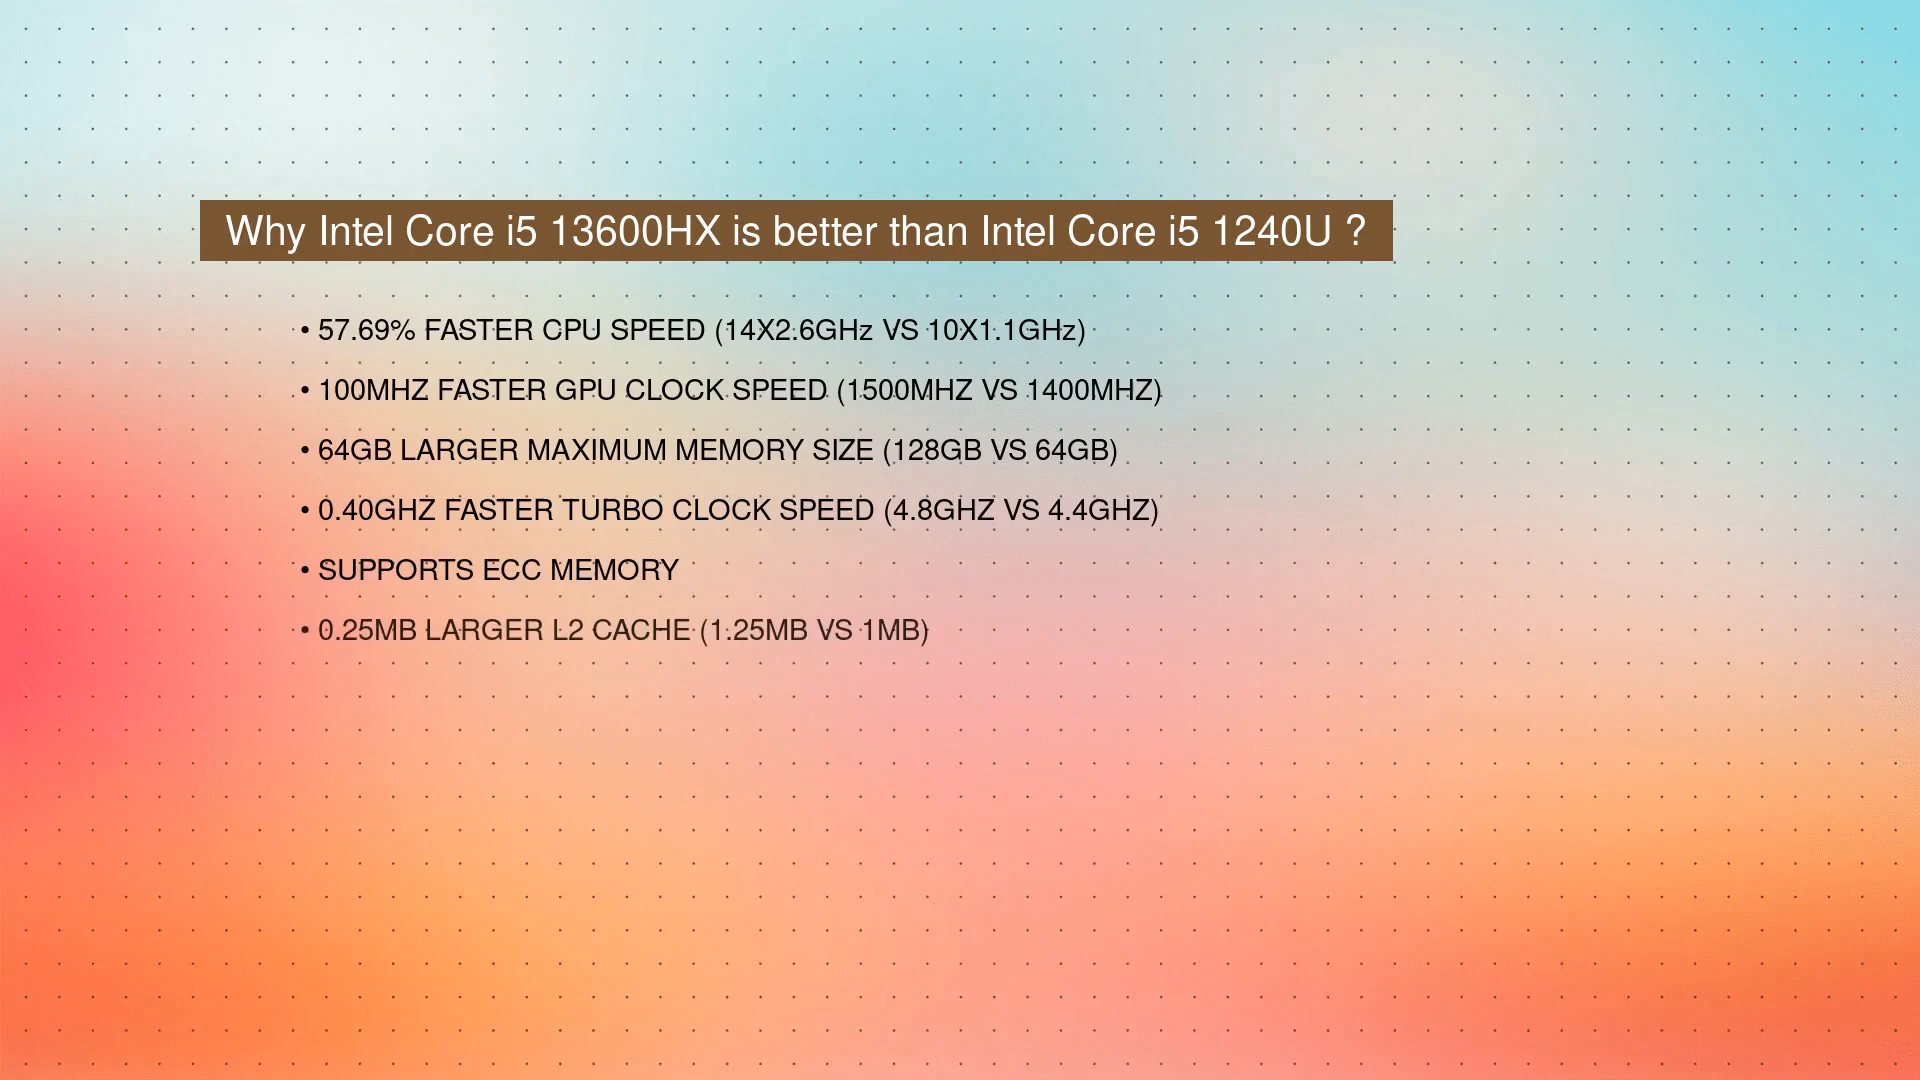 Why Intel Core i5 13600HX is better than Intel Core i5 1240U ?
• 57.69% FASTER CPU SPEED (14X2.6GHz VS 10X1.1GHz)
• 100MHZ FASTER GPU CLOCK SPEED (1500MHZ VS 1400MHZ)
• 64GB LARGER MAXIMUM MEMORY SIZE (128GB VS 64GB)
• 0.40GHZ FASTER TURBO CLOCK SPEED (4.8GHZ VS 4.4GHZ)
• SUPPORTS ECC MEMORY
• 0.25MB LARGER L2 CACHE (1.25MB VS 1MB)